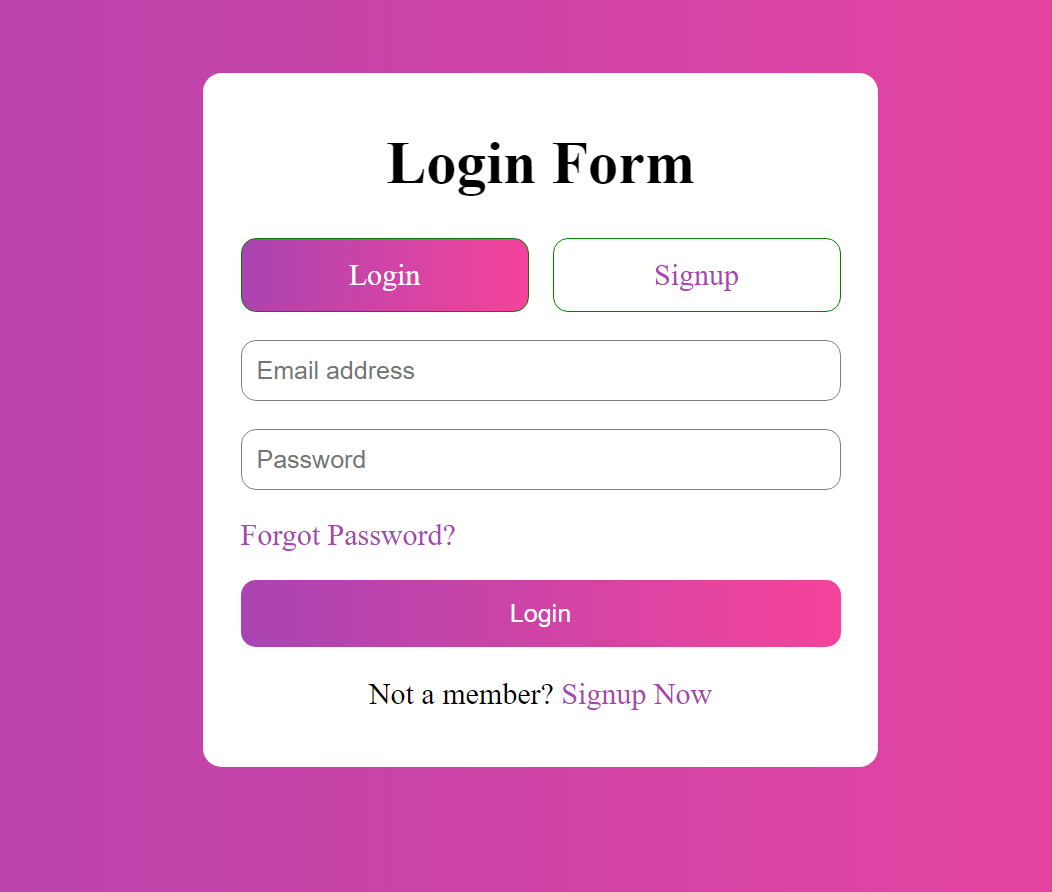 Login Form
Login
Signup
Email address
Password
Forgot Password?
Login
Not a member? Signup Now